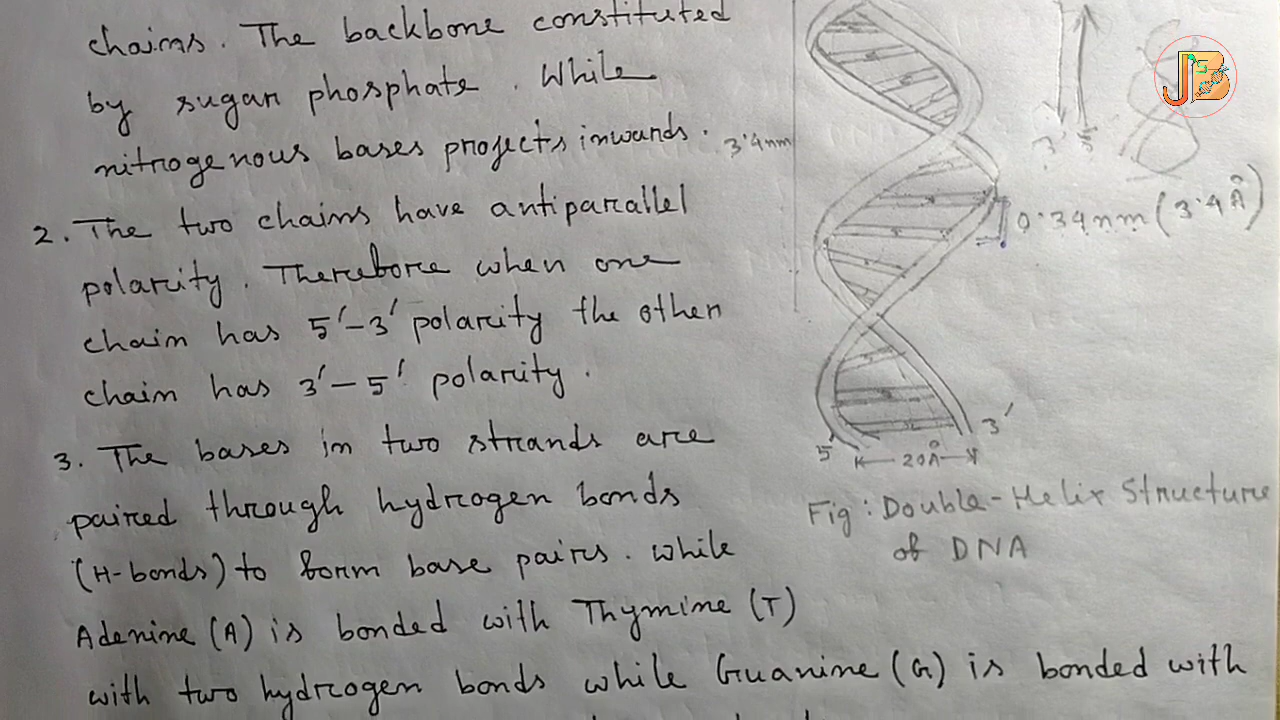 chains. The backbone constituted
by sugar phosphate. While
nitrogenous bases projects inwards.
2. The two chains have antiparallel
polarity. Therefore when one
chain has 5'-3' polarity the other
chain has 3'-5' polarity.
3. The bases in two strands are
paired through hydrogen bonds
(H-bonds) to form base pairs. While
Adenine (A) is bonded with Thymine (T)
with two hydrogen bonds while Guanine (G) is bonded with
3' 5'
3.4nm
0.34nm (3.4Å)
5' 3'
20Å
Fig: Double-Helix Structure
of DNA
JB